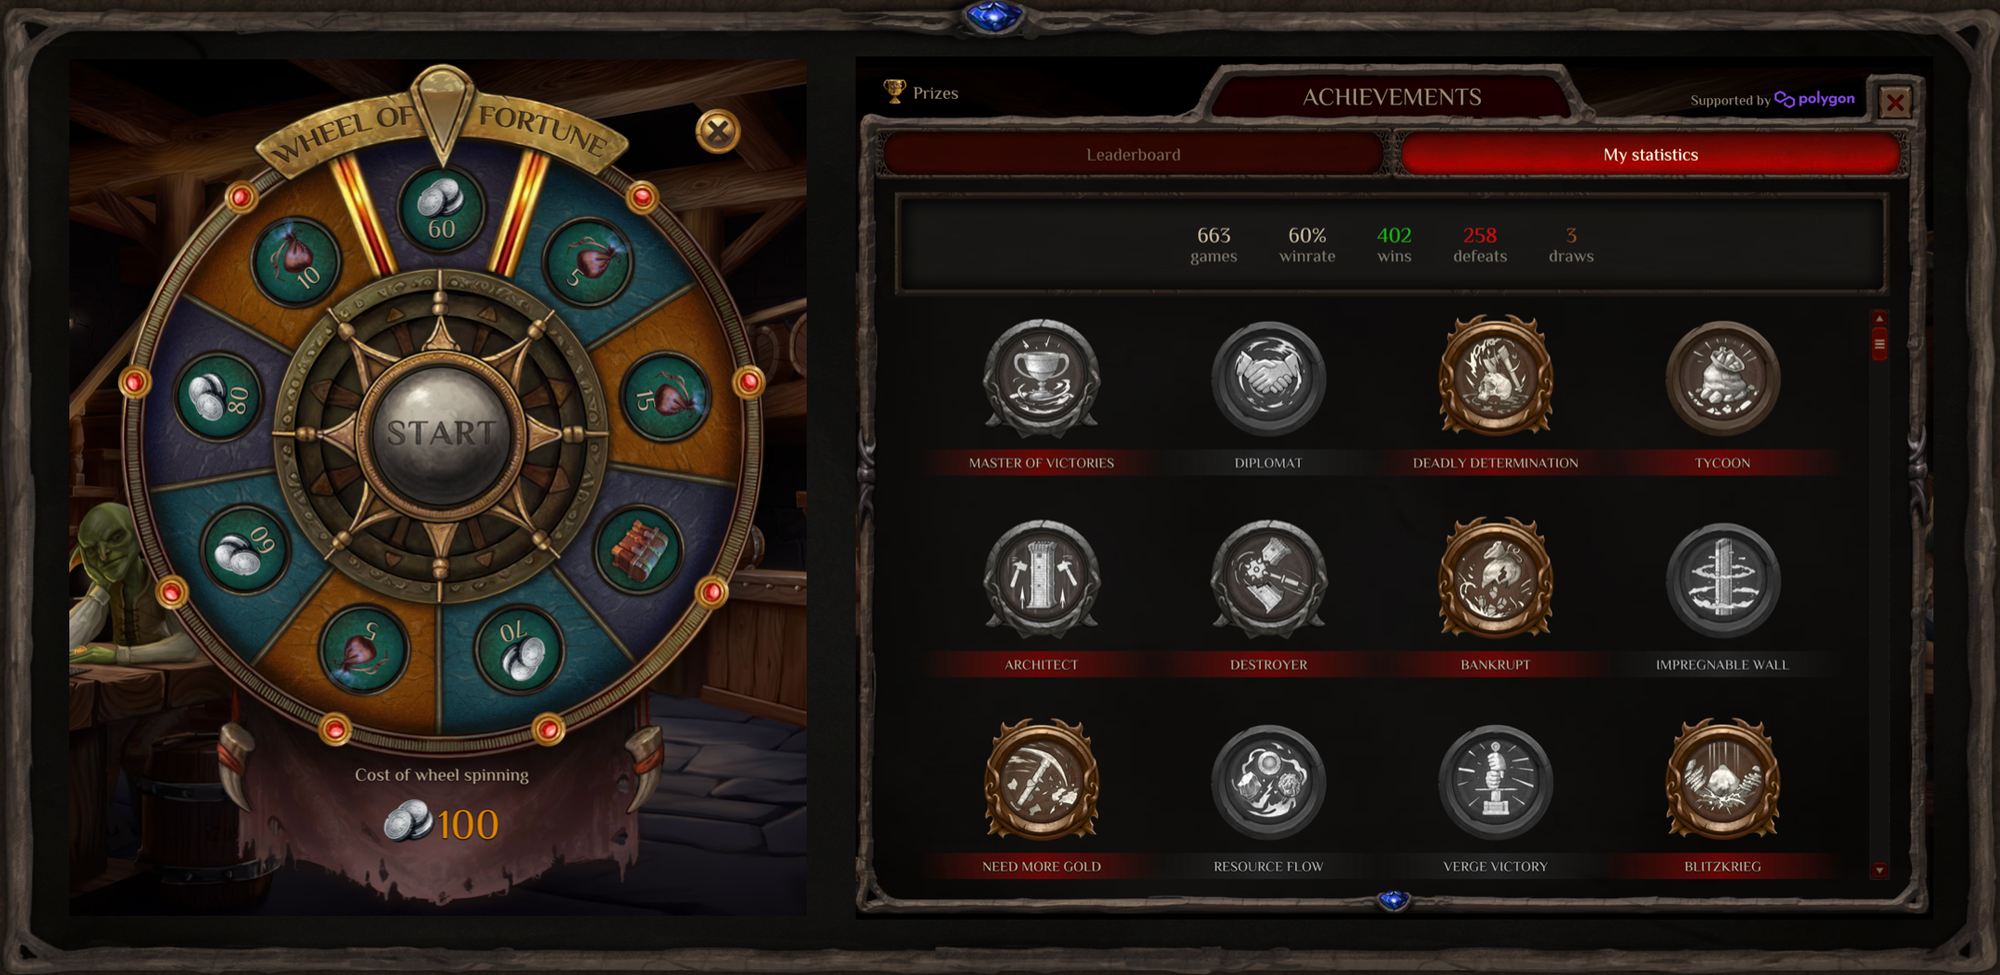 WHEEL OF FORTUNE
60
5
15
70
5
60
80
10
START
Cost of wheel spinning
100
Prizes
ACHIEVEMENTS
Supported by polygon
Leaderboard
My statistics
663 60% 402 258 3
games winrate wins defeats draws
MASTER OF VICTORIES DIPLOMAT DEADLY DETERMINATION TYCOON
ARCHITECT DESTROYER BANKRUPT IMPREGNABLE WALL
NEED MORE GOLD RESOURCE FLOW VERGE VICTORY BLITZKRIEG